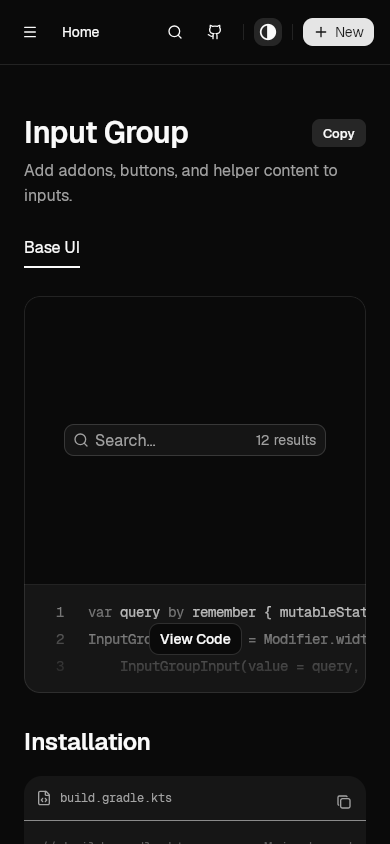 Home
New
Input Group
Copy
Add addons, buttons, and helper content to
inputs.
Base UI
Search...
12 results
1 var query by remember { mutableStat
2 InputGro = Modifier.widt
View Code
3 InputGroupInput(value = query,
Installation
build.gradle.kts